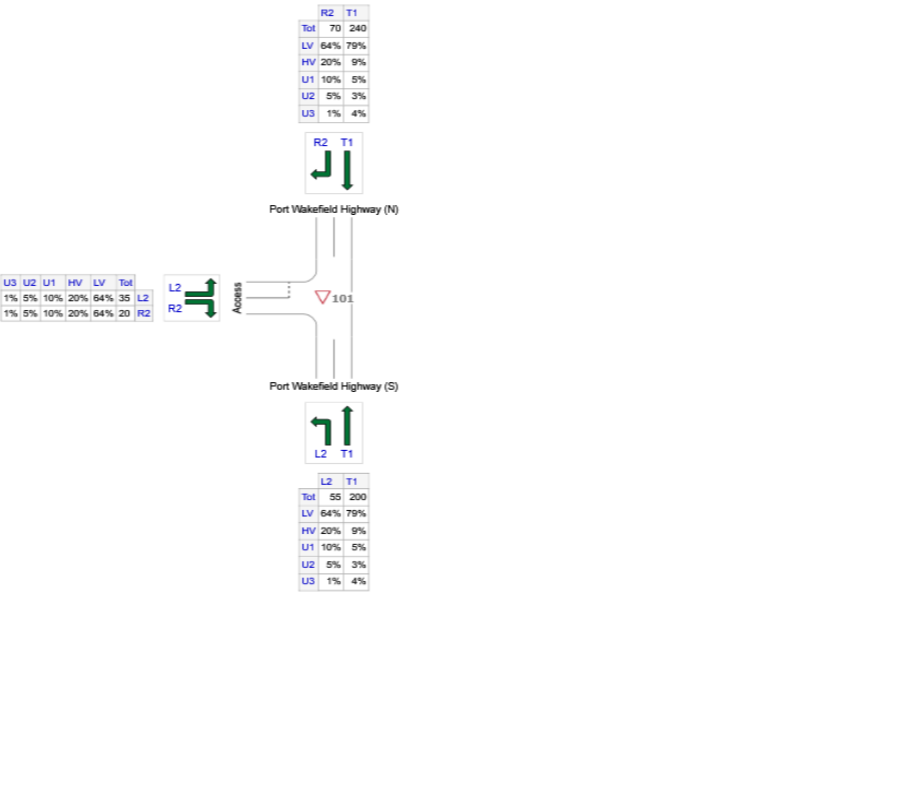 R2 T1
Tot 70 240
LV 64% 79%
HV 20% 9%
U1 10% 5%
U2 5% 3%
U3 1% 4%
R2 T1
Port Wakefield Highway (N)
U3 U2 U1 HV LV Tot
1% 5% 10% 20% 64% 35 L2
1% 5% 10% 20% 64% 20 R2
L2
R2
Access
101
Port Wakefield Highway (S)
L2 T1
L2 T1
Tot 55 200
LV 64% 79%
HV 20% 9%
U1 10% 5%
U2 5% 3%
U3 1% 4%